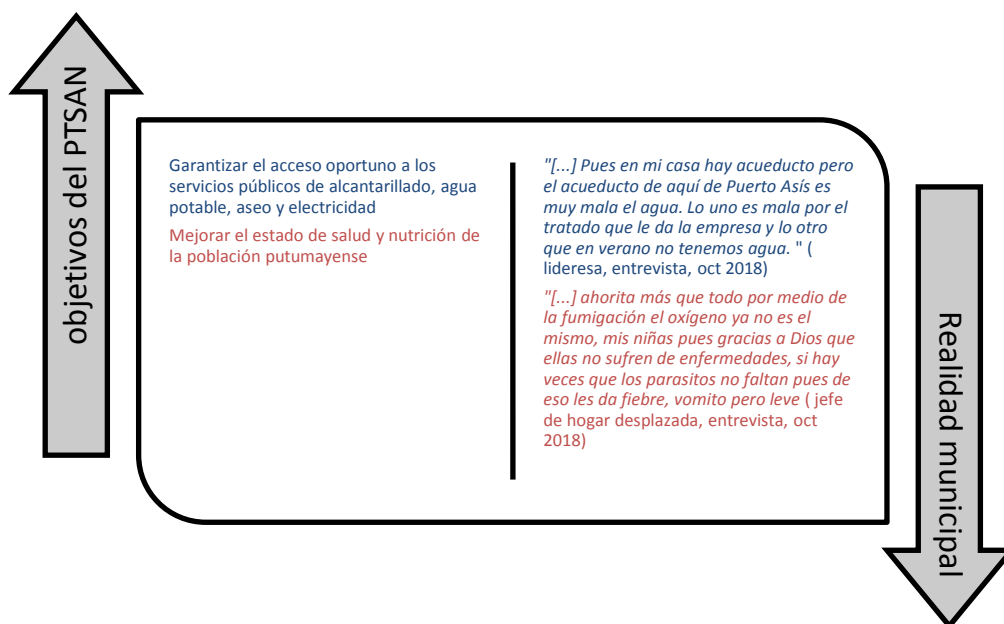 objetivos del PTSAN
Garantizar el acceso oportuno a los
servicios públicos de alcantarillado, agua
potable, aseo y electricidad
Mejorar el estado de salud y nutrición de
la población putumayense
"[...] Pues en mi casa hay acueducto pero
el acueducto de aquí de Puerto Asís es
muy mala el agua. Lo uno es mala por el
tratado que le da la empresa y lo otro
que en verano no tenemos agua. " (
lideresa, entrevista, oct 2018)
"[...] ahorita más que todo por medio de
la fumigación el oxígeno ya no es el
mismo, mis niñas pues gracias a Dios que
ellas no sufren de enfermedades, si hay
veces que los parasitos no faltan pues de
eso les da fiebre, vomito pero leve ( jefe
de hogar desplazada, entrevista, oct
2018)
Realidad municipal